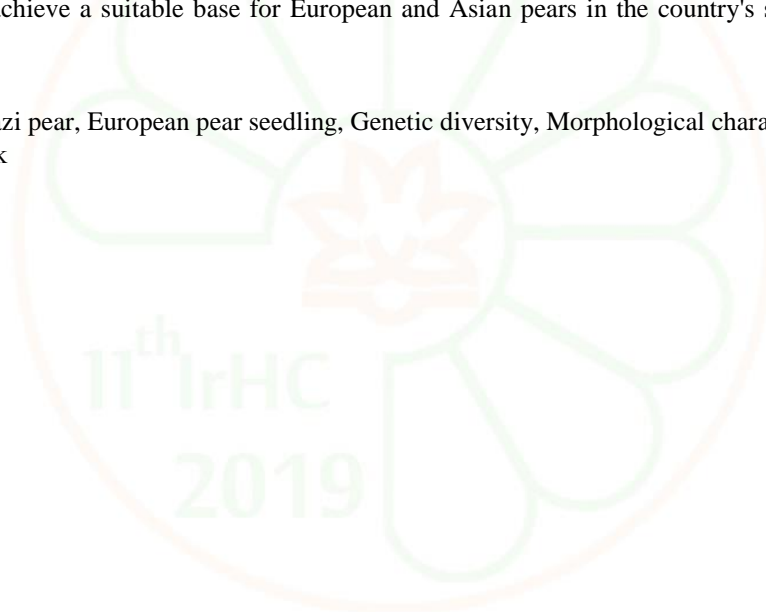 achieve a suitable base for European and Asian pears in the country's
zi pear, European pear seedling, Genetic diversity, Morphological
11th IrHC
2019